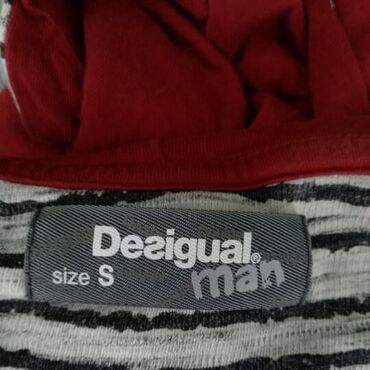 Desigual®
man
size S